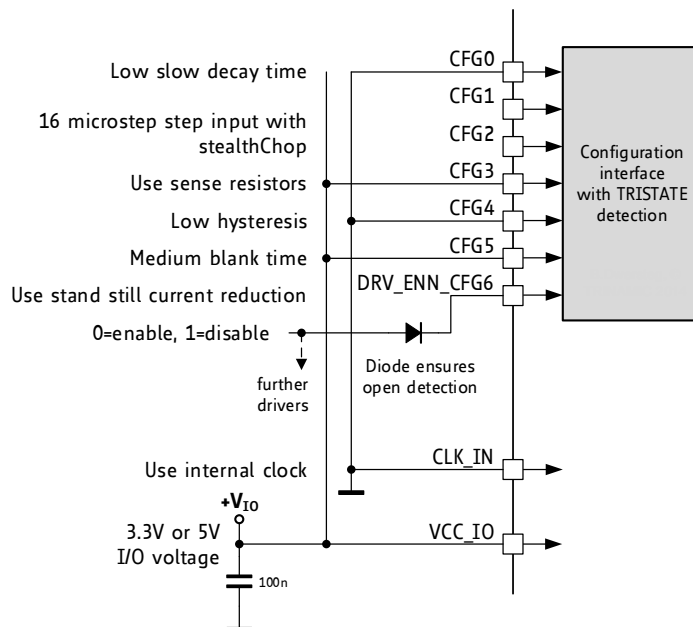 Low slow decay time
CFG0
CFG1
16 microstep step input with
stealthChop
CFG2
Use sense resistors
CFG3
Low hysteresis
CFG4
Medium blank time
CFG5
Use stand still current reduction
DRV_ENN_CFG6
0=enable, 1=disable
further
drivers
Diode ensures
open detection
Configuration
interface
with TRISTATE
detection
Use internal clock
CLK_IN
+VIO
3.3V or 5V
I/O voltage
VCC_IO
100n